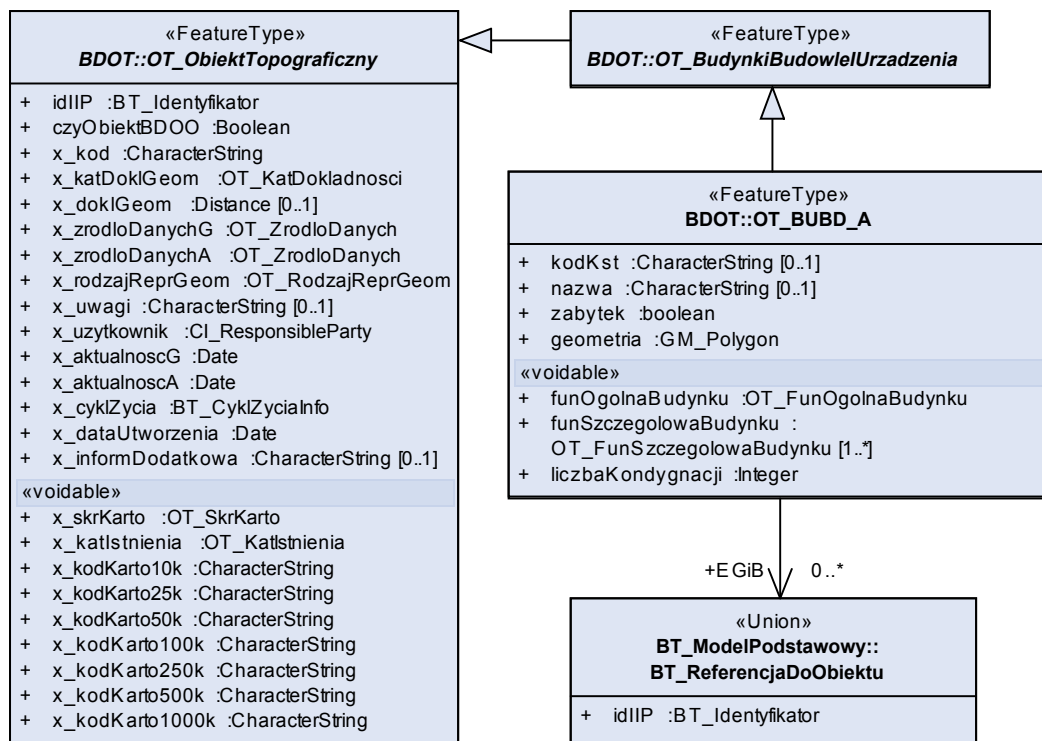 «FeatureType»
BDOT::OT_ObiektTopograficzny
+ idIIP :BT_Identyfikator
+ czyObiektBDOO :Boolean
+ x_kod :CharacterString
+ x_katDoklGeom :OT_KatDokladnosci
+ x_doklGeom :Distance [0..1]
+ x_zrodloDanychG :OT_ZrodloDanych
+ x_zrodloDanychA :OT_ZrodloDanych
+ x_rodzajReprGeom :OT_RodzajReprGeom
+ x_uwagi :CharacterString [0..1]
+ x_uzytkownik :CI_ResponsibleParty
+ x_aktualnoscG :Date
+ x_aktualnoscA :Date
+ x_cyklZycia :BT_CyklZyciaInfo
+ x_dataUtworzenia :Date
+ x_informDodatkowa :CharacterString [0..1]
«voidable»
+ x_skrKarto :OT_SkrKarto
+ x_katIstnienia :OT_KatIstnienia
+ x_kodKarto10k :CharacterString
+ x_kodKarto25k :CharacterString
+ x_kodKarto50k :CharacterString
+ x_kodKarto100k :CharacterString
+ x_kodKarto250k :CharacterString
+ x_kodKarto500k :CharacterString
+ x_kodKarto1000k :CharacterString
«FeatureType»
BDOT::OT_BudynkiBudowleIUrzadzenia
«FeatureType»
BDOT::OT_BUBD_A
+ kodKst :CharacterString [0..1]
+ nazwa :CharacterString [0..1]
+ zabytek :boolean
+ geometria :GM_Polygon
«voidable»
+ funOgolnaBudynku :OT_FunOgolnaBudynku
+ funSzczegolowaBudynku :
OT_FunSzczegolowaBudynku [1..*]
+ liczbaKondygnacji :Integer
+EGiB 0..*
«Union»
BT_ModelPodstawowy::
BT_ReferencjaDoObiektu
+ idIIP :BT_Identyfikator